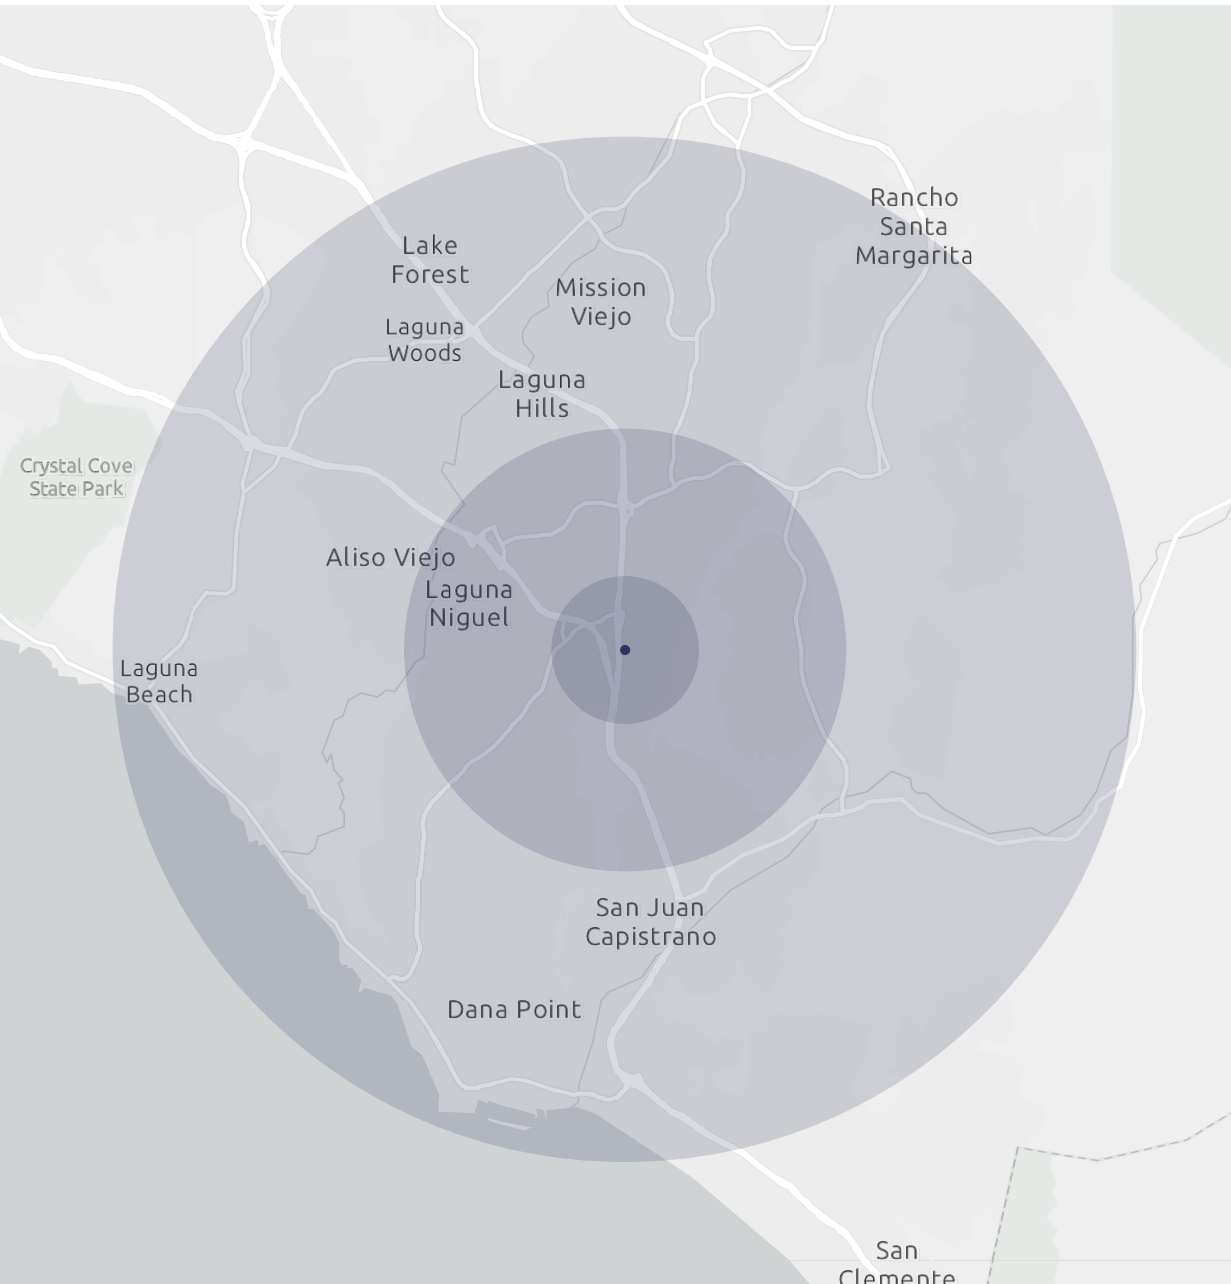 Rancho
Santa
Margarita
Lake
Forest
Mission
Viejo
Laguna
Woods
Laguna
Hills
Crystal Cove
State Park
Aliso Viejo
Laguna
Niguel
Laguna
Beach
San Juan
Capistrano
Dana Point
San
Clemente